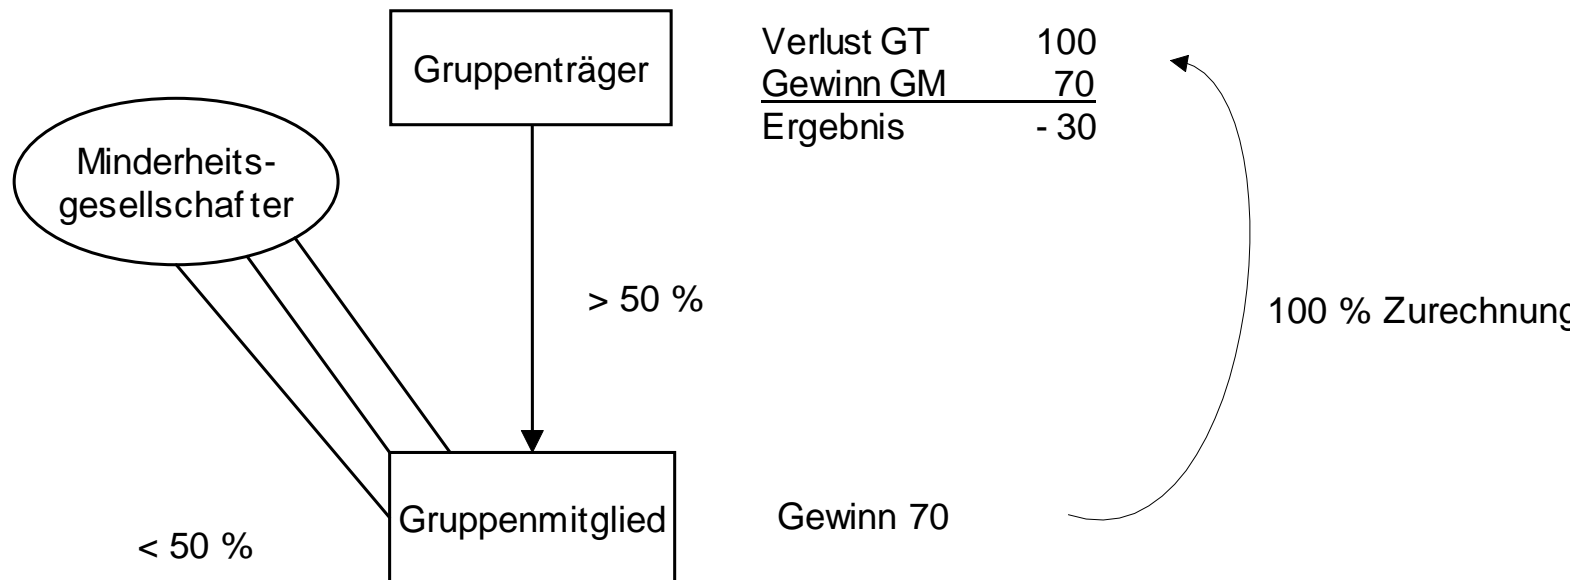 Gruppenträger
Verlust GT 100
Gewinn GM 70
Ergebnis - 30
Minderheits-
gesellschafter
> 50 %
100 % Zurechnung
Gruppenmitglied
Gewinn 70
< 50 %